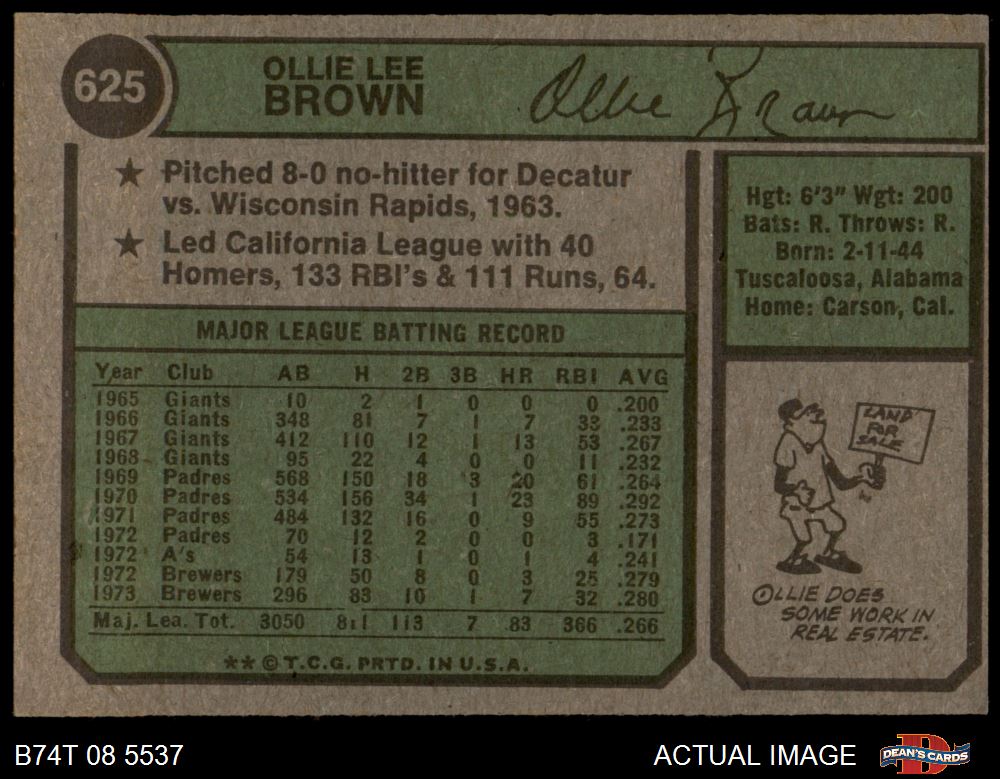 625
OLLIE LEE
BROWN
Ollie Brown
★ Pitched 8-0 no-hitter for Decatur
vs. Wisconsin Rapids, 1963.
★ Led California League with 40
Homers, 133 RBI's & 111 Runs, 64.
Hgt: 6'3" Wgt: 200
Bats: R. Throws: R.
Born: 2-11-44
Tuscaloosa, Alabama
Home: Carson, Cal.
MAJOR LEAGUE BATTING RECORD
Year Club AB H 2B 3B HR RBI AVG
1965 Giants 10 2 1 0 0 0 .200
1966 Giants 348 81 7 1 7 33 .233
1967 Giants 412 110 12 1 13 53 .267
1968 Giants 95 22 4 0 0 11 .232
1969 Padres 568 150 18 3 20 61 .264
1970 Padres 534 156 34 1 23 89 .292
1971 Padres 484 132 16 0 9 55 .273
1972 Padres 70 12 2 0 0 3 .171
1972 A's 54 13 1 0 1 4 .241
1972 Brewers 179 50 8 0 3 25 .279
1973 Brewers 296 83 10 1 7 32 .280
Maj. Lea. Tot. 3050 811 113 7 83 366 .266
★★ © T.C.G. PRTD. IN U.S.A.
LAND
FOR
SALE
OLLIE DOES
SOME WORK IN
REAL ESTATE.
B74T 08 5537
ACTUAL IMAGE
DEAN'S CARDS